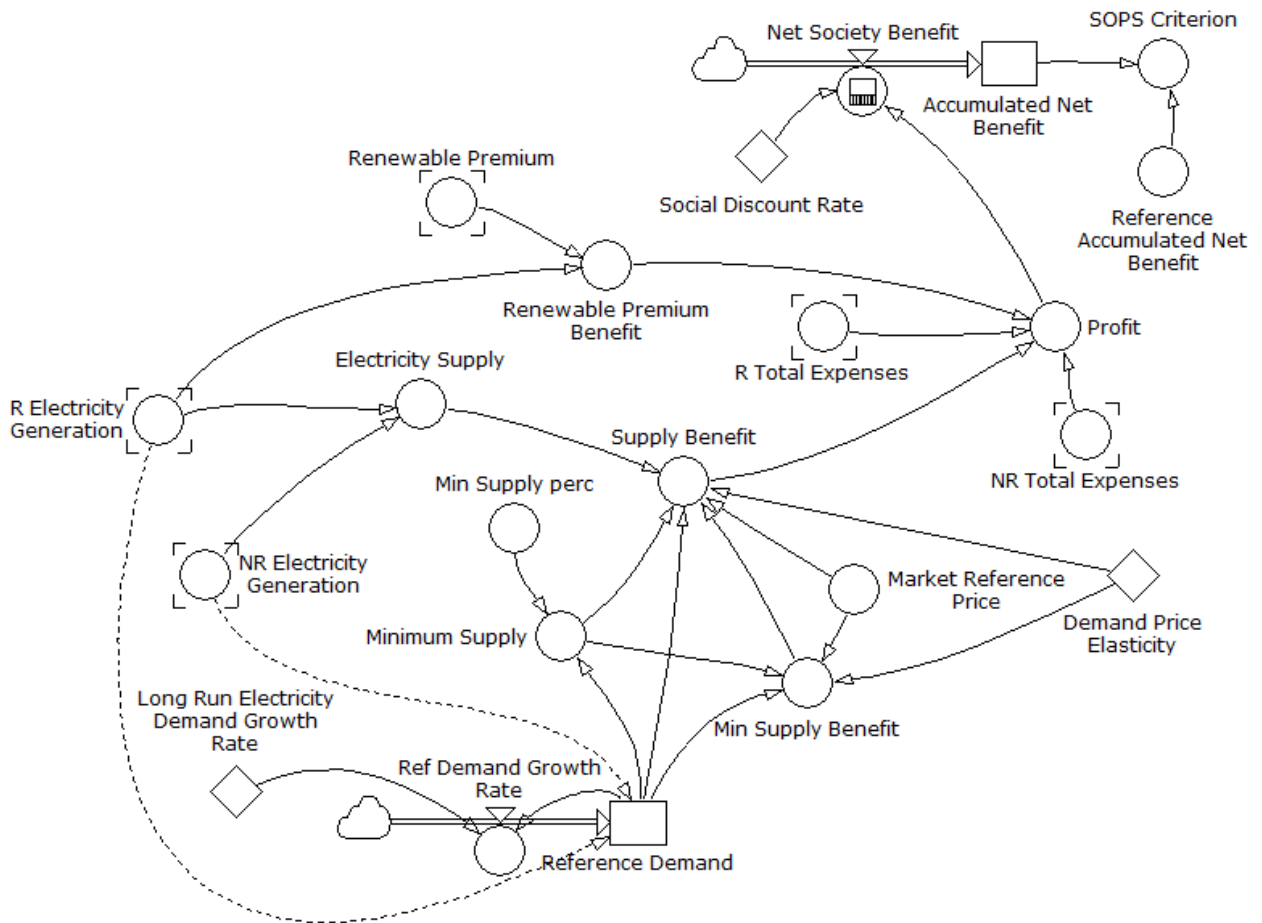 Net Society Benefit
SOPS Criterion
Accumulated Net
Benefit
Renewable Premium
Social Discount Rate
Reference
Accumulated Net
Benefit
Renewable Premium
Benefit
Profit
Electricity Supply
R Total Expenses
R Electricity
Generation
Supply Benefit
Min Supply perc
NR Total Expenses
NR Electricity
Generation
Market Reference
Price
Minimum Supply
Demand Price
Elasticity
Long Run Electricity
Demand Growth
Rate
Min Supply Benefit
Ref Demand Growth
Rate
Reference Demand